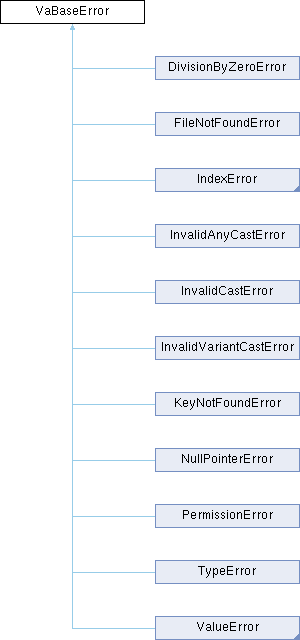 VaBaseError
DivisionByZeroError
FileNotFoundError
IndexError
InvalidAnyCastError
InvalidCastError
InvalidVariantCastError
KeyNotFoundError
NullPointerError
PermissionError
TypeError
ValueError